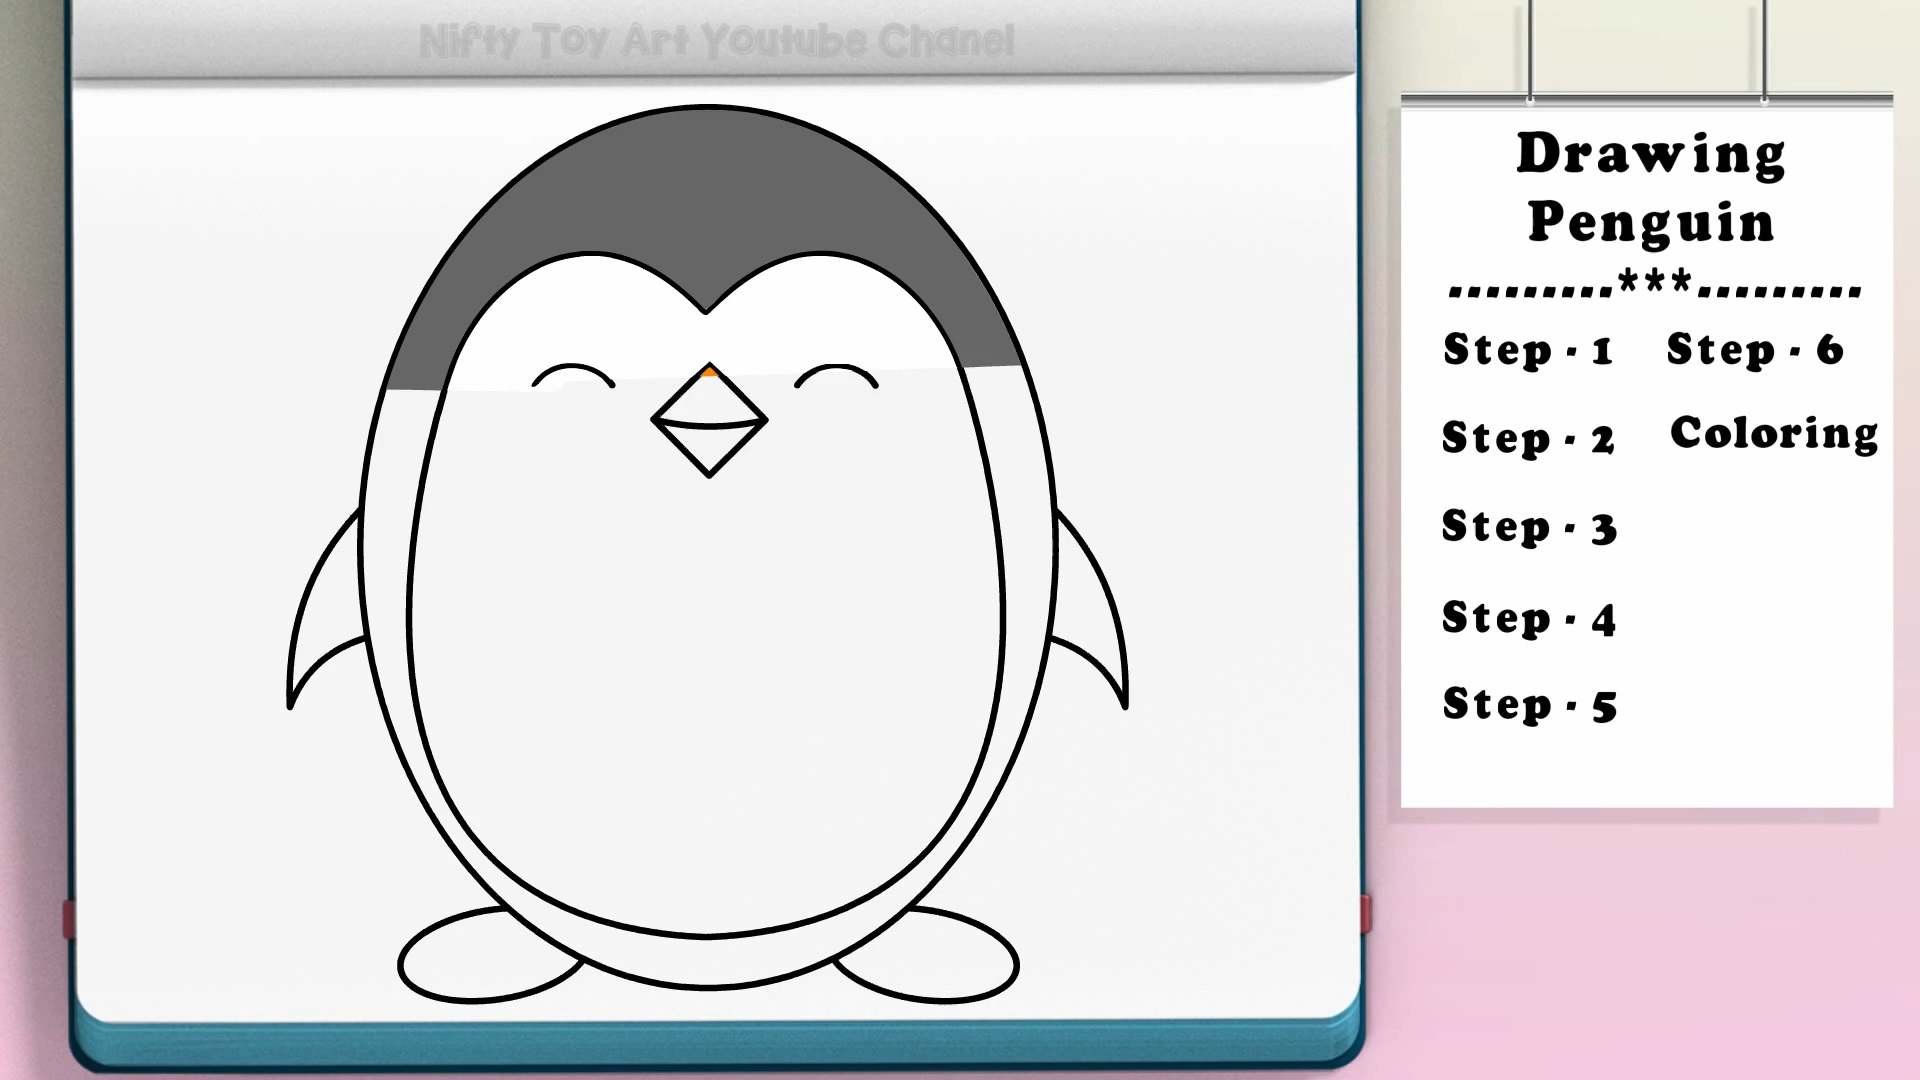 Nifty Toy Art Youtube Chanel
Drawing
Penguin
---------***---------
Step - 1
Step - 2
Step - 3
Step - 4
Step - 5
Step - 6
Coloring